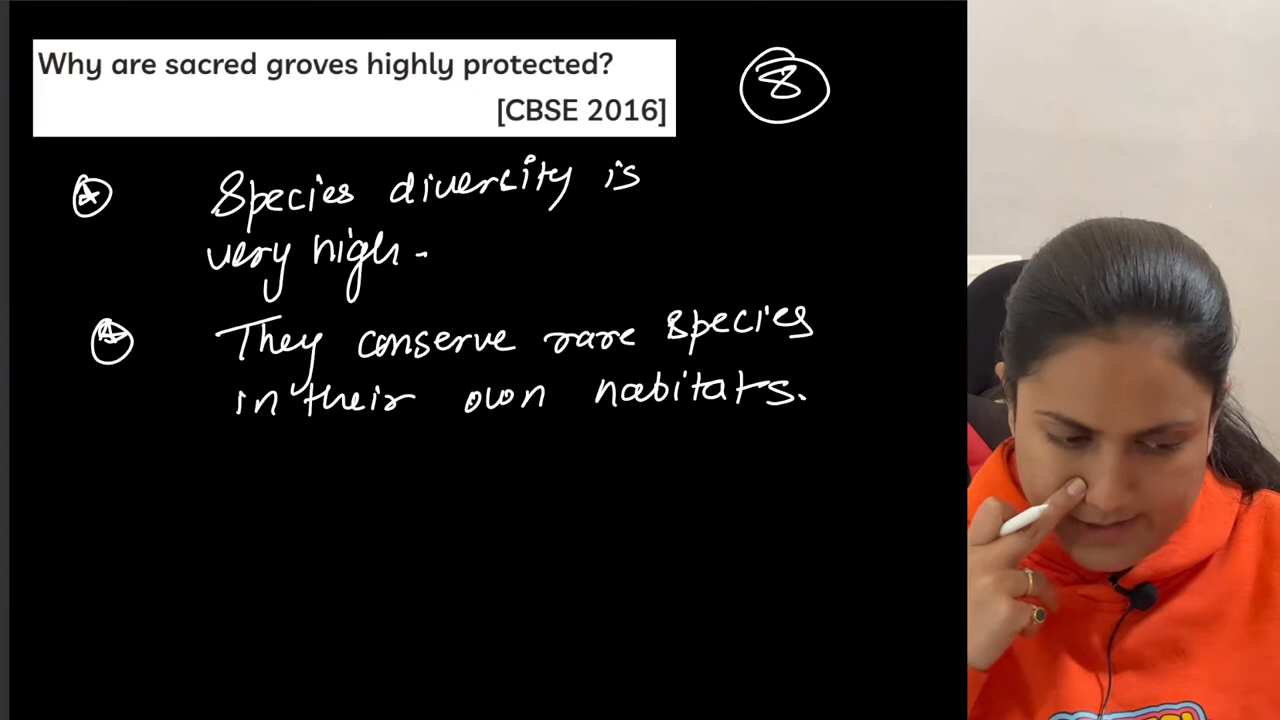 Why are sacred groves highly protected?
[CBSE 2016]
8
Species diversity is
very high.
They conserve rare species
in their own habitats.